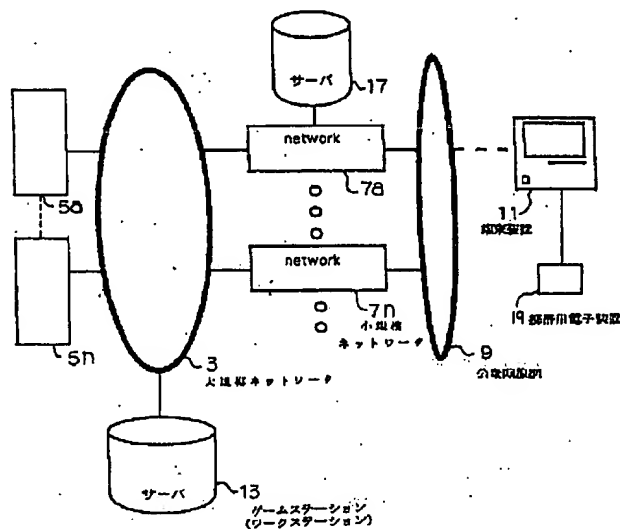 サーバ
17
network
5a
7a
11
端末装置
network
5n
7n
小規模
ネットワーク
19 携帯用電子装置
3
大規模ネットワーク
9
公衆回線網
サーバ
13
ゲームステーション
(ワークステーション)